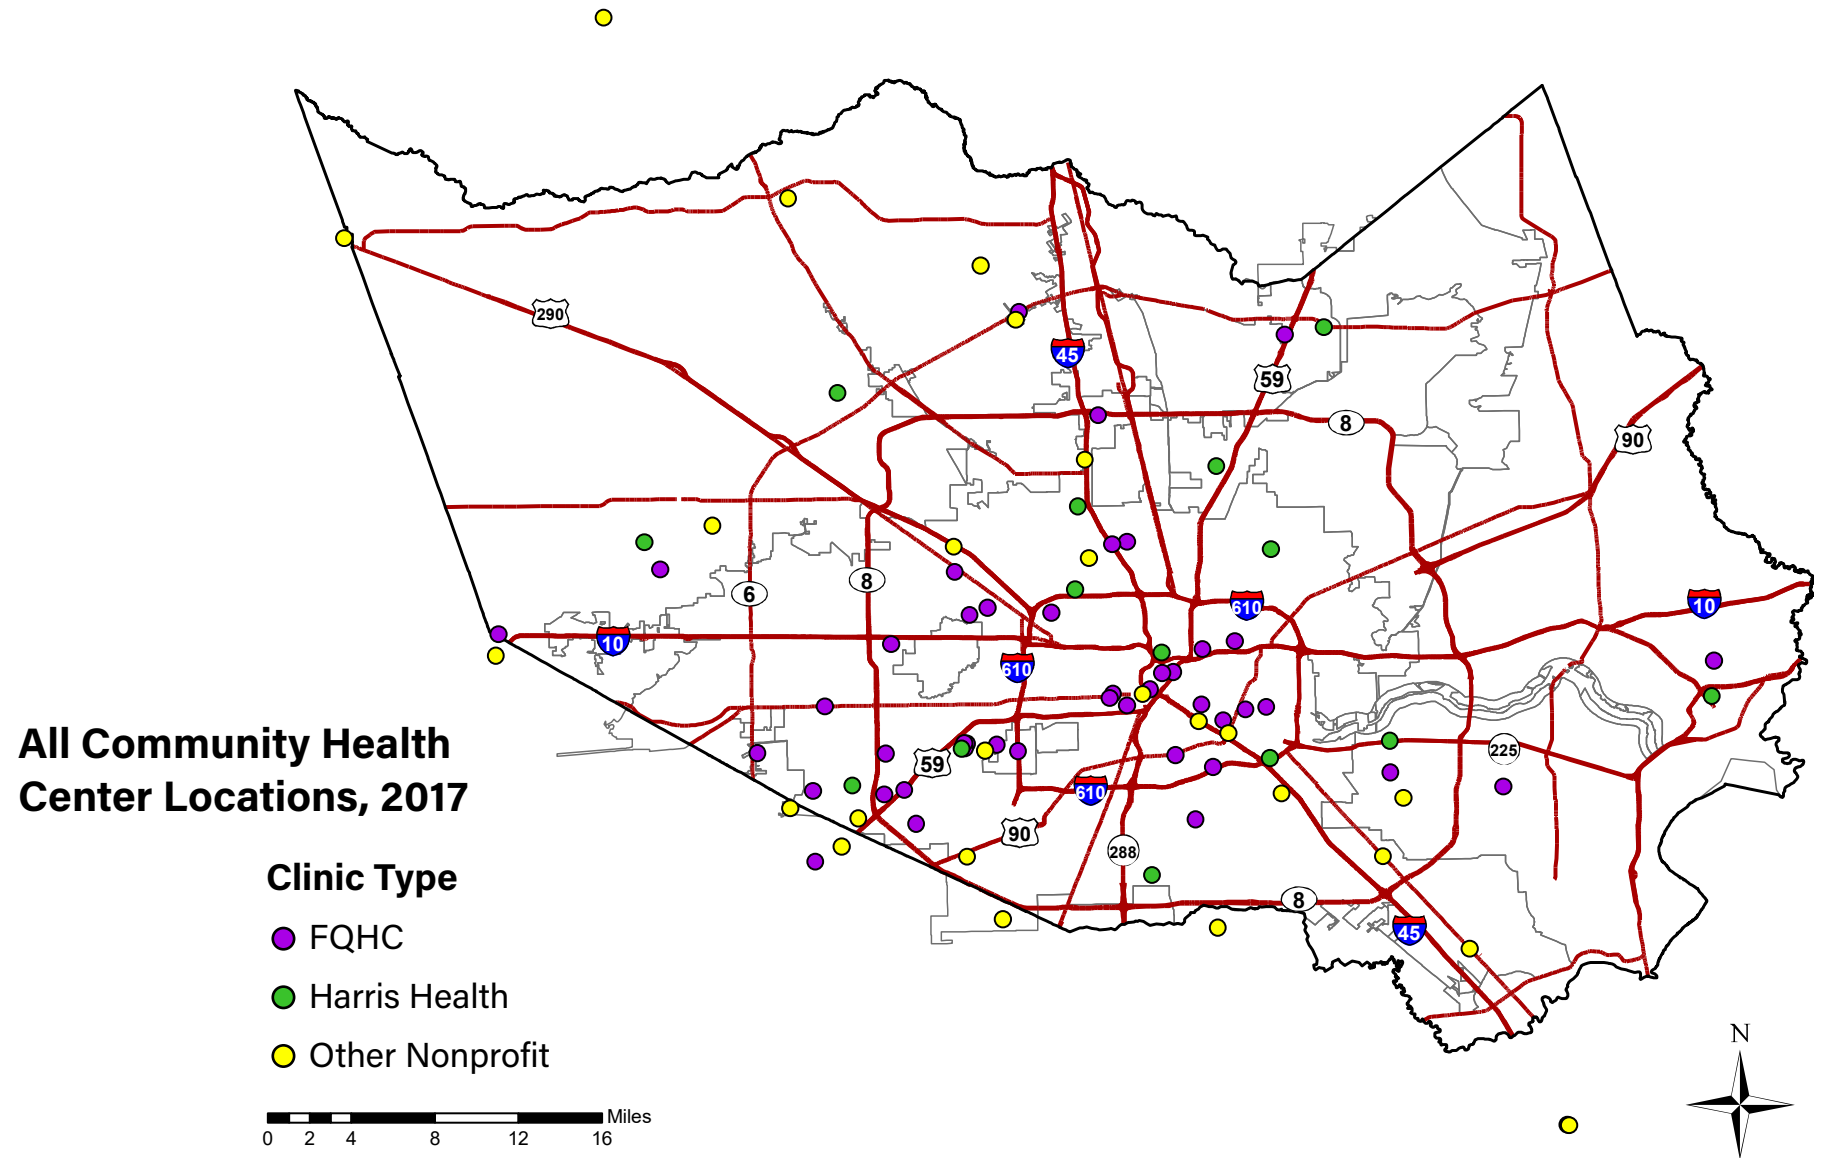 290
45
59
8
90
6
8
610
10
10
610
All Community Health
Center Locations, 2017
59
225
610
90
288
Clinic Type
8
45
FQHC
Harris Health
Other Nonprofit
N
Miles
0 2 4 8 12 16